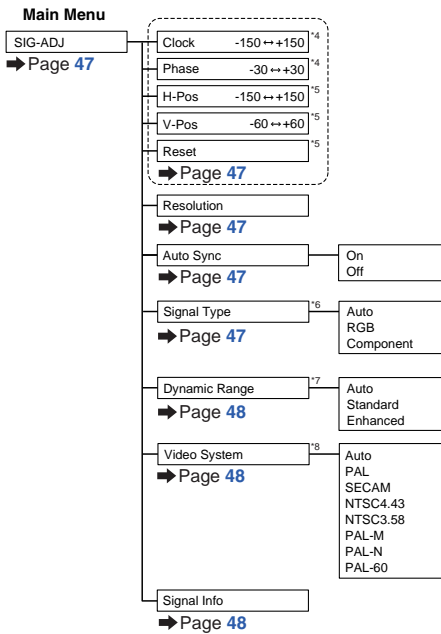 Main Menu
SIG-ADJ
➡Page 47
Clock -150↔+150 *4
Phase -30↔+30 *4
H-Pos -150↔+150 *5
V-Pos -60↔+60 *5
Reset *5
➡Page 47
Resolution
➡Page 47
Auto Sync
➡Page 47
On
Off
Signal Type *6
➡Page 47
Auto
RGB
Component
Dynamic Range *7
➡Page 48
Auto
Standard
Enhanced
Video System *8
➡Page 48
Auto
PAL
SECAM
NTSC4.43
NTSC3.58
PAL-M
PAL-N
PAL-60
Signal Info
➡Page 48